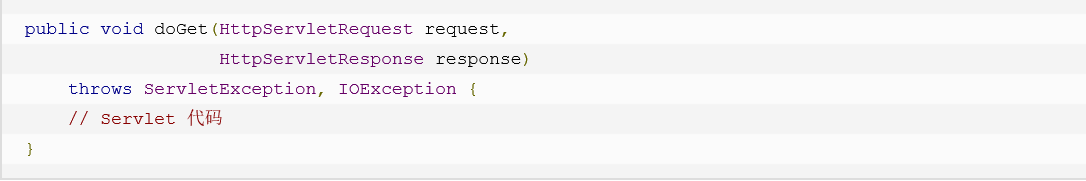 public void doGet(HttpServletRequest request,
                  HttpServletResponse response)
    throws ServletException, IOException {
    // Servlet 代码
}